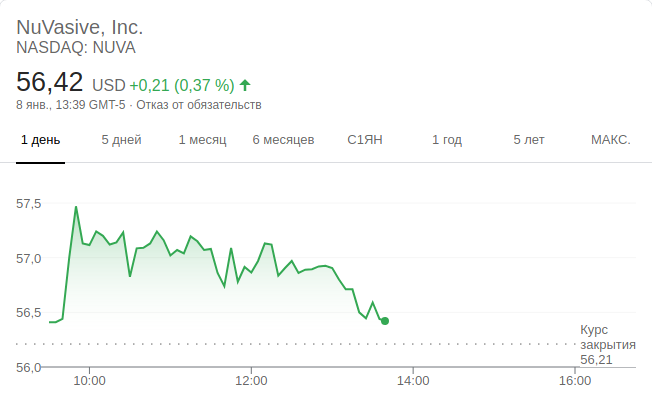 NuVasive, Inc.
NASDAQ: NUVA
56,42 USD +0,21 (0,37 %)
8 янв., 13:39 GMT-5 · Отказ от обязательств
1 день 5 дней 1 месяц 6 месяцев С1ЯН 1 год 5 лет МАКС.
57,5
57,0
56,5
Курс
закрытия
56,21
56,0
10:00 12:00 14:00 16:00